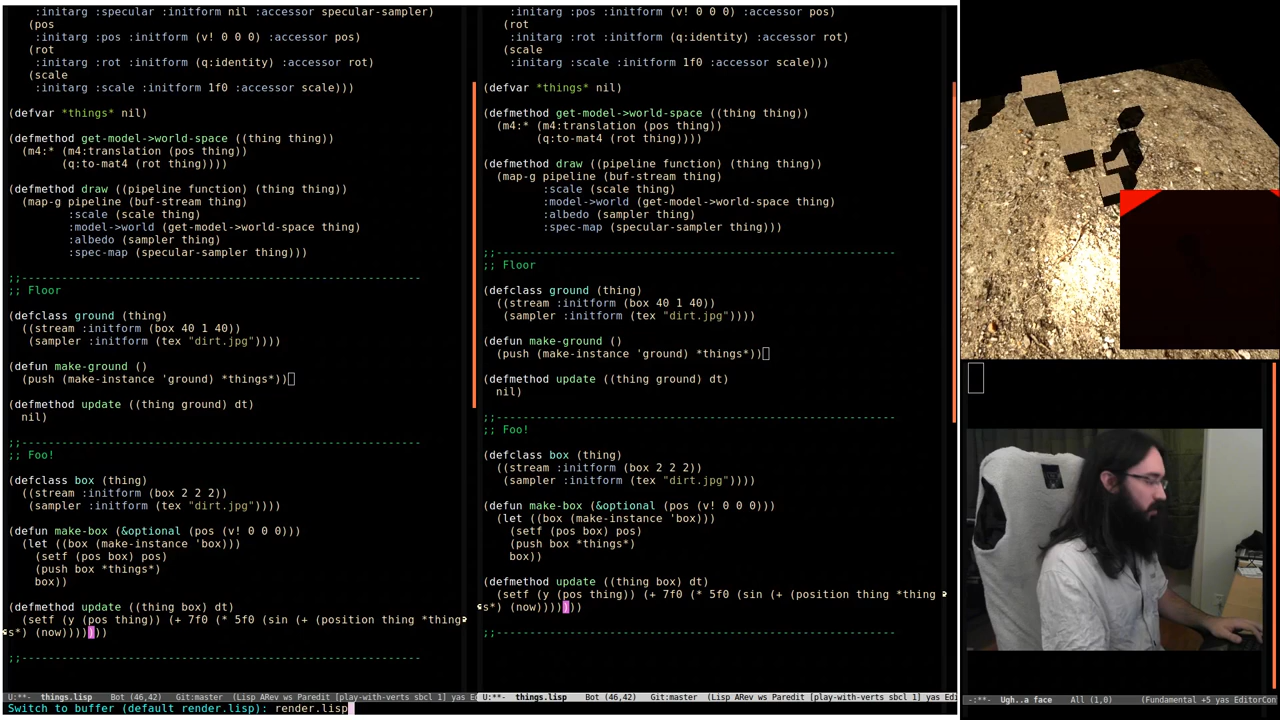 :initarg :specular :initform nil :accessor specular-sampler)
(pos
:initarg :pos :initform (v! 0 0 0) :accessor pos)
(rot
:initarg :rot :initform (q:identity) :accessor rot)
(scale
:initarg :scale :initform 1f0 :accessor scale)))
(defvar *things* nil)
(defmethod get-model->world-space ((thing thing))
(m4:* (m4:translation (pos thing))
(q:to-mat4 (rot thing))))
(defmethod draw ((pipeline function) (thing thing))
(map-g pipeline (buf-stream thing)
:scale (scale thing)
:model->world (get-model->world-space thing)
:albedo (sampler thing)
:spec-map (specular-sampler thing)))
;;------------------------------------------------------------
;; Floor
(defclass ground (thing)
((stream :initform (box 40 1 40))
(sampler :initform (tex "dirt.jpg"))))
(defun make-ground ()
(push (make-instance 'ground) *things*))
(defmethod update ((thing ground) dt)
nil)
;;------------------------------------------------------------
;; Foo!
(defclass box (thing)
((stream :initform (box 2 2 2))
(sampler :initform (tex "dirt.jpg"))))
(defun make-box (&optional (pos (v! 0 0 0)))
(let ((box (make-instance 'box)))
(setf (pos box) pos)
(push box *things*)
box))
(defmethod update ((thing box) dt)
(setf (y (pos thing)) (+ 7f0 (* 5f0 (sin (+ (position thing *thing
s*) (now)))))))
;;------------------------------------------------------------
U:**- things.lisp Bot (46,42) Git:master (Lisp ARev ws Paredit [play-with-verts sbcl 1] yas Ed
Switch to buffer (default render.lisp): render.lisp
:initarg :pos :initform (v! 0 0 0) :accessor pos)
(rot
:initarg :rot :initform (q:identity) :accessor rot)
(scale
:initarg :scale :initform 1f0 :accessor scale)))
(defvar *things* nil)
(defmethod get-model->world-space ((thing thing))
(m4:* (m4:translation (pos thing))
(q:to-mat4 (rot thing))))
(defmethod draw ((pipeline function) (thing thing))
(map-g pipeline (buf-stream thing)
:scale (scale thing)
:model->world (get-model->world-space thing)
:albedo (sampler thing)
:spec-map (specular-sampler thing)))
;;------------------------------------------------------------
;; Floor
(defclass ground (thing)
((stream :initform (box 40 1 40))
(sampler :initform (tex "dirt.jpg"))))
(defun make-ground ()
(push (make-instance 'ground) *things*))
(defmethod update ((thing ground) dt)
nil)
;;------------------------------------------------------------
;; Foo!
(defclass box (thing)
((stream :initform (box 2 2 2))
(sampler :initform (tex "dirt.jpg"))))
(defun make-box (&optional (pos (v! 0 0 0)))
(let ((box (make-instance 'box)))
(setf (pos box) pos)
(push box *things*)
box))
(defmethod update ((thing box) dt)
(setf (y (pos thing)) (+ 7f0 (* 5f0 (sin (+ (position thing *thing
s*) (now)))))))
;;------------------------------------------------------------
U:**- things.lisp Bot (46,42) Git:master (Lisp ARev ws Paredit [play-with-verts sbcl 1] yas Edi
-:**- Ugh..a face All (1,0) (Fundamental +5 yas EditorCon